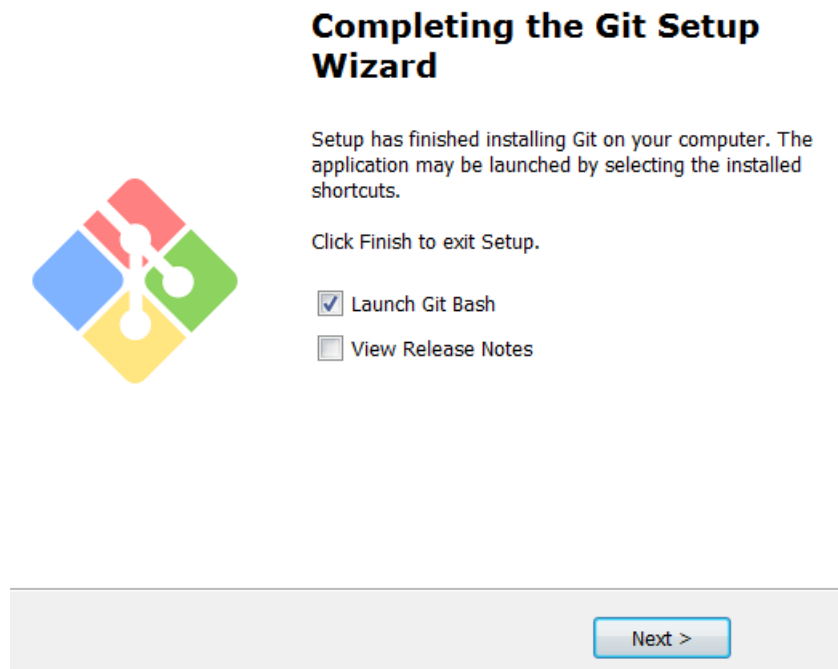 Completing the Git Setup
Wizard
Setup has finished installing Git on your computer. The
application may be launched by selecting the installed
shortcuts.
Click Finish to exit Setup.
Launch Git Bash
View Release Notes
Next >